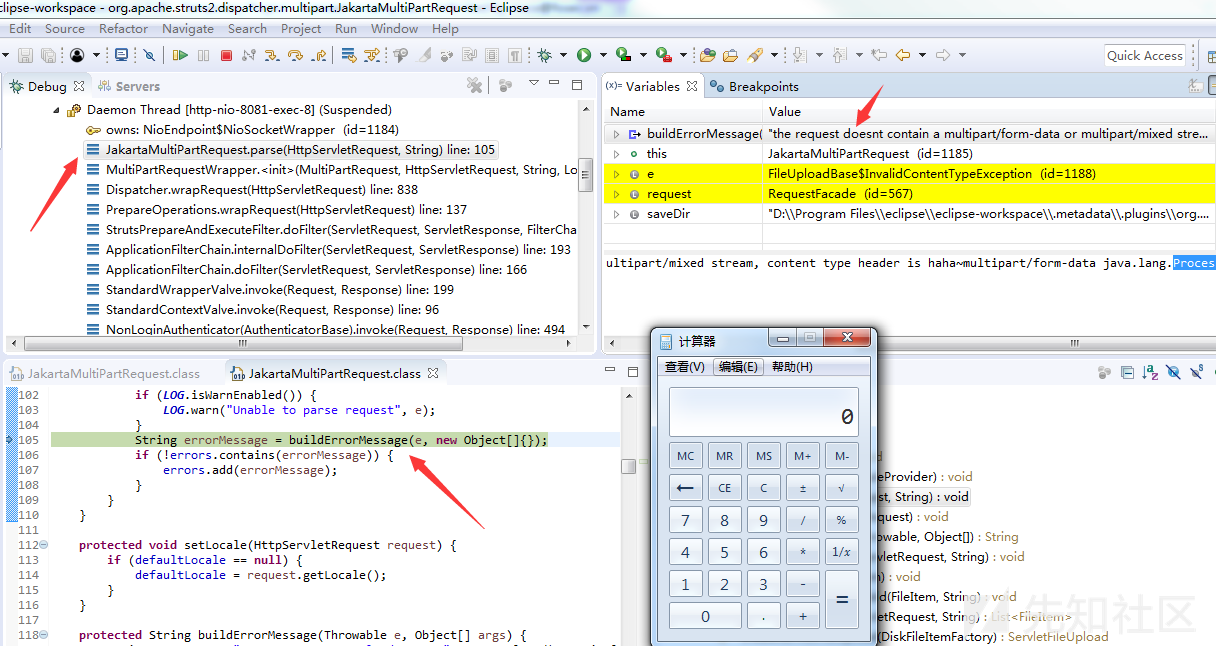 clipse-workspace - org.apache.struts2.dispatcher.multipart.JakartaMultiPartRequest - Eclipse
Edit Source Refactor Navigate Search Project Run Window Help
Quick Access
Debug Servers
Daemon Thread [http-nio-8081-exec-8] (Suspended)
owns: NioEndpoint$NioSocketWrapper (id=1184)
JakartaMultiPartRequest.parse(HttpServletRequest, String) line: 105
MultiPartRequestWrapper.<init>(MultiPartRequest, HttpServletRequest, String, Lo
Dispatcher.wrapRequest(HttpServletRequest) line: 838
PrepareOperations.wrapRequest(HttpServletRequest) line: 137
StrutsPrepareAndExecuteFilter.doFilter(ServletRequest, ServletResponse, FilterCha
ApplicationFilterChain.internalDoFilter(ServletRequest, ServletResponse) line: 193
ApplicationFilterChain.doFilter(ServletRequest, ServletResponse) line: 166
StandardWrapperValve.invoke(Request, Response) line: 199
StandardContextValve.invoke(Request, Response) line: 96
NonLoginAuthenticator(AuthenticatorBase).invoke(Request, Response) line: 494
(x)= Variables Breakpoints
Name Value
buildErrorMessage( "the request doesnt contain a multipart/form-data or multipart/mixed stre...
this JakartaMultiPartRequest (id=1185)
e FileUploadBase$InvalidContentTypeException (id=1188)
request RequestFacade (id=567)
saveDir "D:\\Program Files\\eclipse\\eclipse-workspace\\.metadata\\.plugins\\org....
ultipart/mixed stream, content type header is haha~multipart/form-data java.lang.Proces
JakartaMultiPartRequest.class JakartaMultiPartRequest.class
102 if (LOG.isWarnEnabled()) {
103 LOG.warn("Unable to parse request", e);
104 }
105 String errorMessage = buildErrorMessage(e, new Object[]{});
106 if (!errors.contains(errorMessage)) {
107 errors.add(errorMessage);
108 }
109 }
110 }
111
112 protected void setLocale(HttpServletRequest request) {
113 if (defaultLocale == null) {
114 defaultLocale = request.getLocale();
115 }
116 }
117
118 protected String buildErrorMessage(Throwable e, Object[] args) {
计算器
查看(V) 编辑(E) 帮助(H)
0
MC MR MS M+ M-
← CE C ± √
7 8 9 / %
4 5 6 * 1/x
1 2 3 - =
0 . +
d
eProvider) : void
st, String) : void
quest) : void
owable, Object[]) : String
vletRequest, String) : void
n) : void
d(FileItem, String) : void
etRequest, String) : List<FileItem>
(DiskFileItemFactory) : ServletFileUpload
先知社区